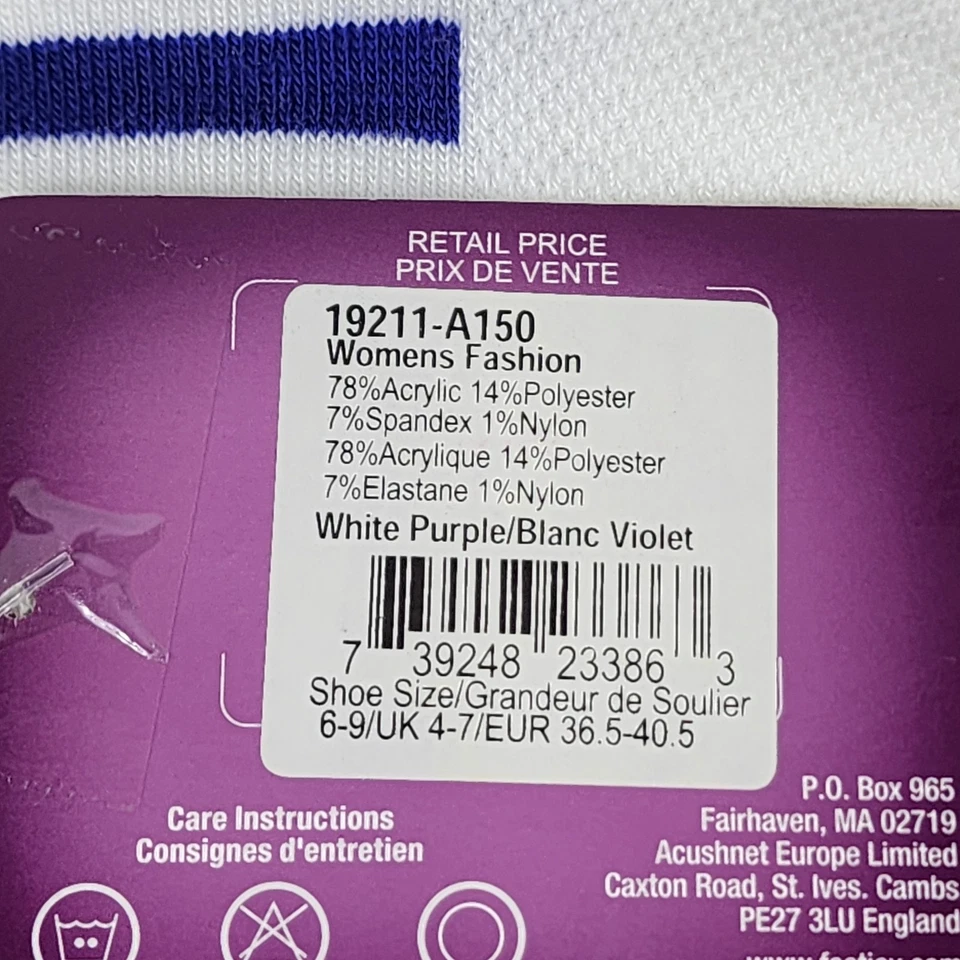 RETAIL PRICE
PRIX DE VENTE
19211-A150
Womens Fashion
78%Acrylic 14%Polyester
7%Spandex 1%Nylon
78%Acrylique 14%Polyester
7%Elastane 1%Nylon
White Purple/Blanc Violet
7 39248 23386 3
Shoe Size/Grandeur de Soulier
6-9/UK 4-7/EUR 36.5-40.5
Care Instructions
Consignes d'entretien
P.O. Box 965
Fairhaven, MA 02719
Acushnet Europe Limited
Caxton Road, St. Ives. Cambs
PE27 3LU England